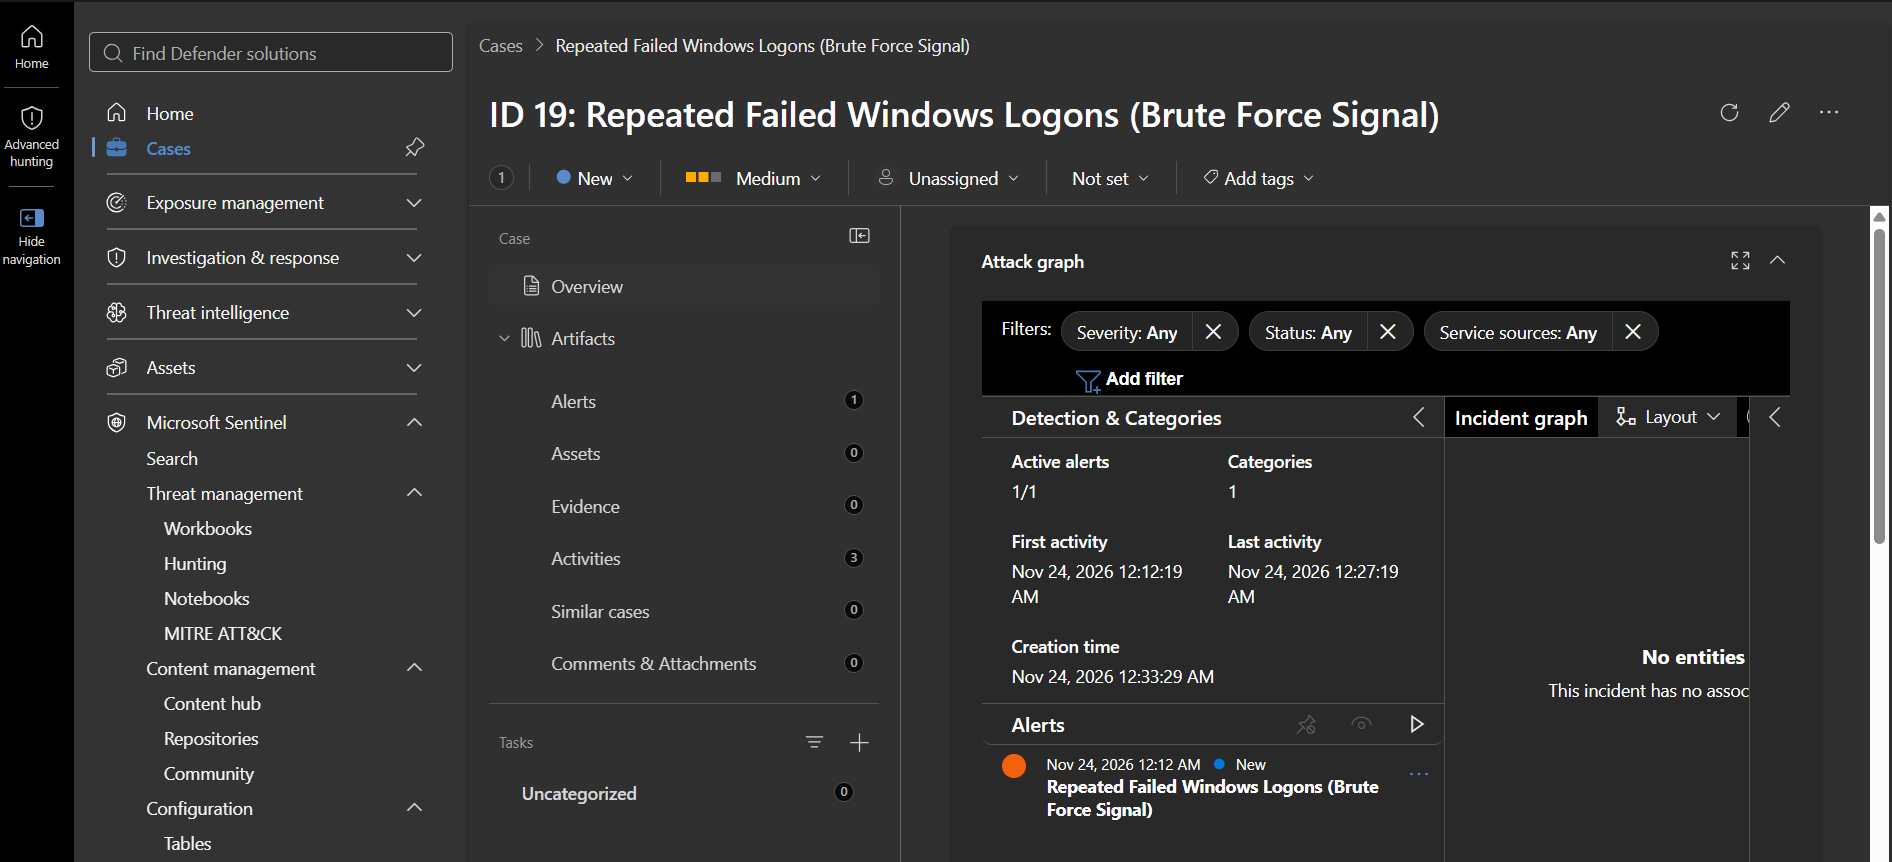 Home
Advanced
hunting
Hide
navigation
Find Defender solutions
Home
Cases
Exposure management
Investigation & response
Threat intelligence
Assets
Microsoft Sentinel
Search
Threat management
Workbooks
Hunting
Notebooks
MITRE ATT&CK
Content management
Content hub
Repositories
Community
Configuration
Tables
Cases > Repeated Failed Windows Logons (Brute Force Signal)
ID 19: Repeated Failed Windows Logons (Brute Force Signal)
1 New Medium Unassigned Not set Add tags
Case
Overview
Artifacts
Alerts 1
Assets 0
Evidence 0
Activities 3
Similar cases 0
Comments & Attachments 0
Tasks
Uncategorized 0
Attack graph
Filters: Severity: Any Status: Any Service sources: Any
Add filter
Detection & Categories
Active alerts Categories
1/1 1
First activity Last activity
Nov 24, 2026 12:12:19 Nov 24, 2026 12:27:19
AM AM
Creation time
Nov 24, 2026 12:33:29 AM
Alerts
Nov 24, 2026 12:12 AM New
Repeated Failed Windows Logons (Brute
Force Signal)
Incident graph Layout
No entities
This incident has no assoc